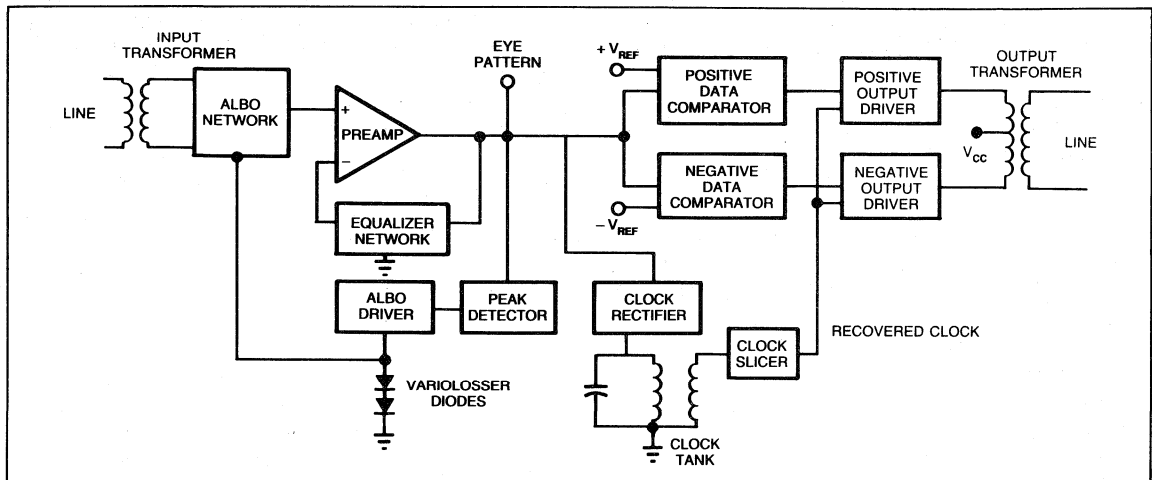 INPUT
TRANSFORMER
LINE
ALBO
NETWORK
+
PREAMP
−
EQUALIZER
NETWORK
EYE
PATTERN
ALBO
DRIVER
PEAK
DETECTOR
VARIOLOSSER
DIODES
+ VREF
− VREF
POSITIVE
DATA
COMPARATOR
NEGATIVE
DATA
COMPARATOR
POSITIVE
OUTPUT
DRIVER
NEGATIVE
OUTPUT
DRIVER
OUTPUT
TRANSFORMER
VCC
LINE
CLOCK
RECTIFIER
CLOCK
SLICER
RECOVERED CLOCK
CLOCK
TANK